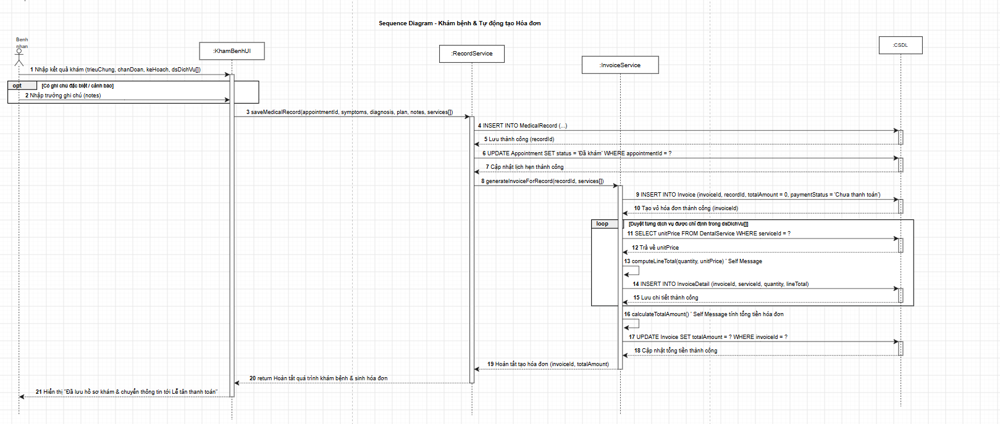 Sequence Diagram - Khám bệnh & Tự động tạo Hóa đơn
Benh
nhan
:KhamBenhUI
:RecordService
:InvoiceService
:CSDL
1 Nhập kết quả khám (trieuChung, chanDoan, keHoach, dsDichVu[])
opt
[Có ghi chú đặc biệt / cảnh báo]
2 Nhập trường ghi chú (notes)
3 saveMedicalRecord(appointmentId, symptoms, diagnosis, plan, notes, services[])
4 INSERT INTO MedicalRecord (...)
5 Lưu thành công (recordId)
6 UPDATE Appointment SET status = 'Đã khám' WHERE appointmentId = ?
7 Cập nhật lịch hẹn thành công
8 generateInvoiceForRecord(recordId, services[])
9 INSERT INTO Invoice (invoiceId, recordId, totalAmount = 0, paymentStatus = 'Chưa thanh toán')
10 Tạo vỏ hóa đơn thành công (invoiceId)
loop
[Duyệt từng dịch vụ được chỉ định trong dsDichVu[]]
11 SELECT unitPrice FROM DentalService WHERE serviceId = ?
12 Trả về unitPrice
13 computeLineTotal(quantity, unitPrice) ' Self Message
14 INSERT INTO InvoiceDetail (invoiceId, serviceId, quantity, lineTotal)
15 Lưu chi tiết thành công
16 calculateTotalAmount() ' Self Message tính tổng tiền hóa đơn
17 UPDATE Invoice SET totalAmount = ? WHERE invoiceId = ?
18 Cập nhật tổng tiền thành công
19 Hoàn tất tạo hóa đơn (invoiceId, totalAmount)
20 return Hoàn tất quá trình khám bệnh & sinh hóa đơn
21 Hiển thị "Đã lưu hồ sơ khám & chuyển thông tin tới Lễ tân thanh toán"